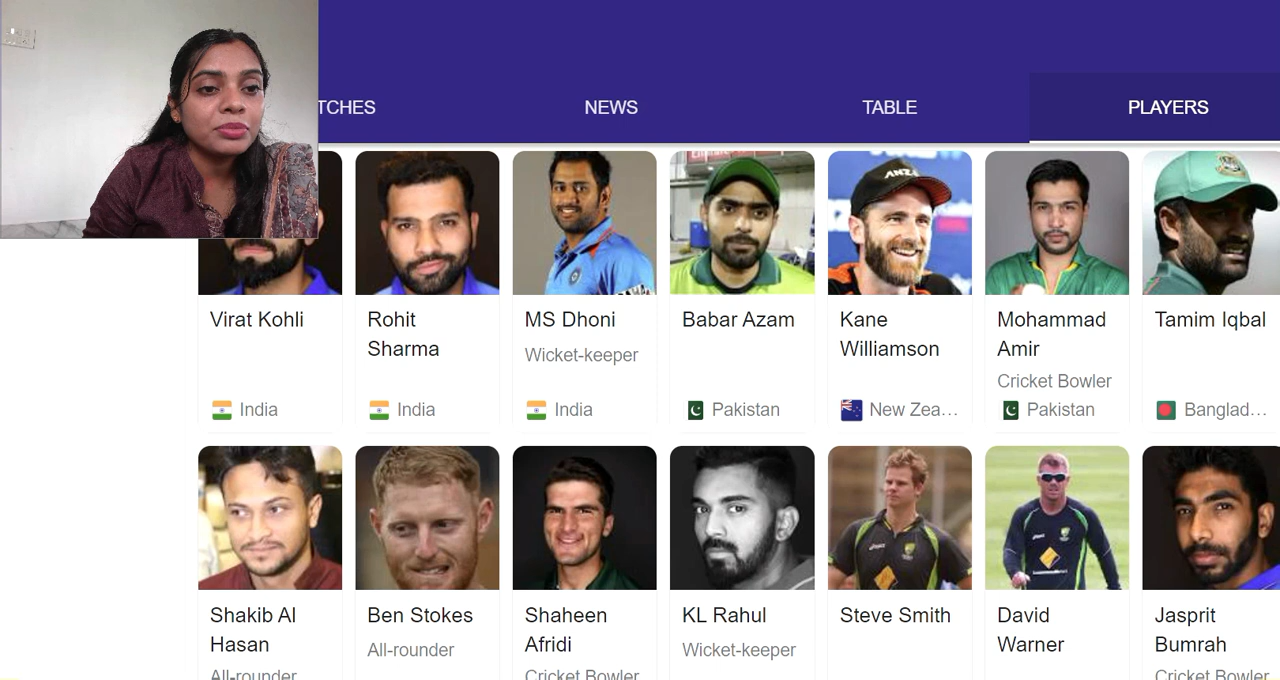 TCHES
NEWS
TABLE
PLAYERS
ANZ
Virat Kohli
India
Rohit
Sharma
India
MS Dhoni
Wicket-keeper
India
Babar Azam
Pakistan
Kane
Williamson
New Zea...
Mohammad
Amir
Cricket Bowler
Pakistan
Tamim Iqbal
Banglad...
Shakib Al
Hasan
All-rounder
Ben Stokes
All-rounder
Shaheen
Afridi
Cricket Bowler
KL Rahul
Wicket-keeper
Steve Smith
David
Warner
Jasprit
Bumrah
Cricket Bowler